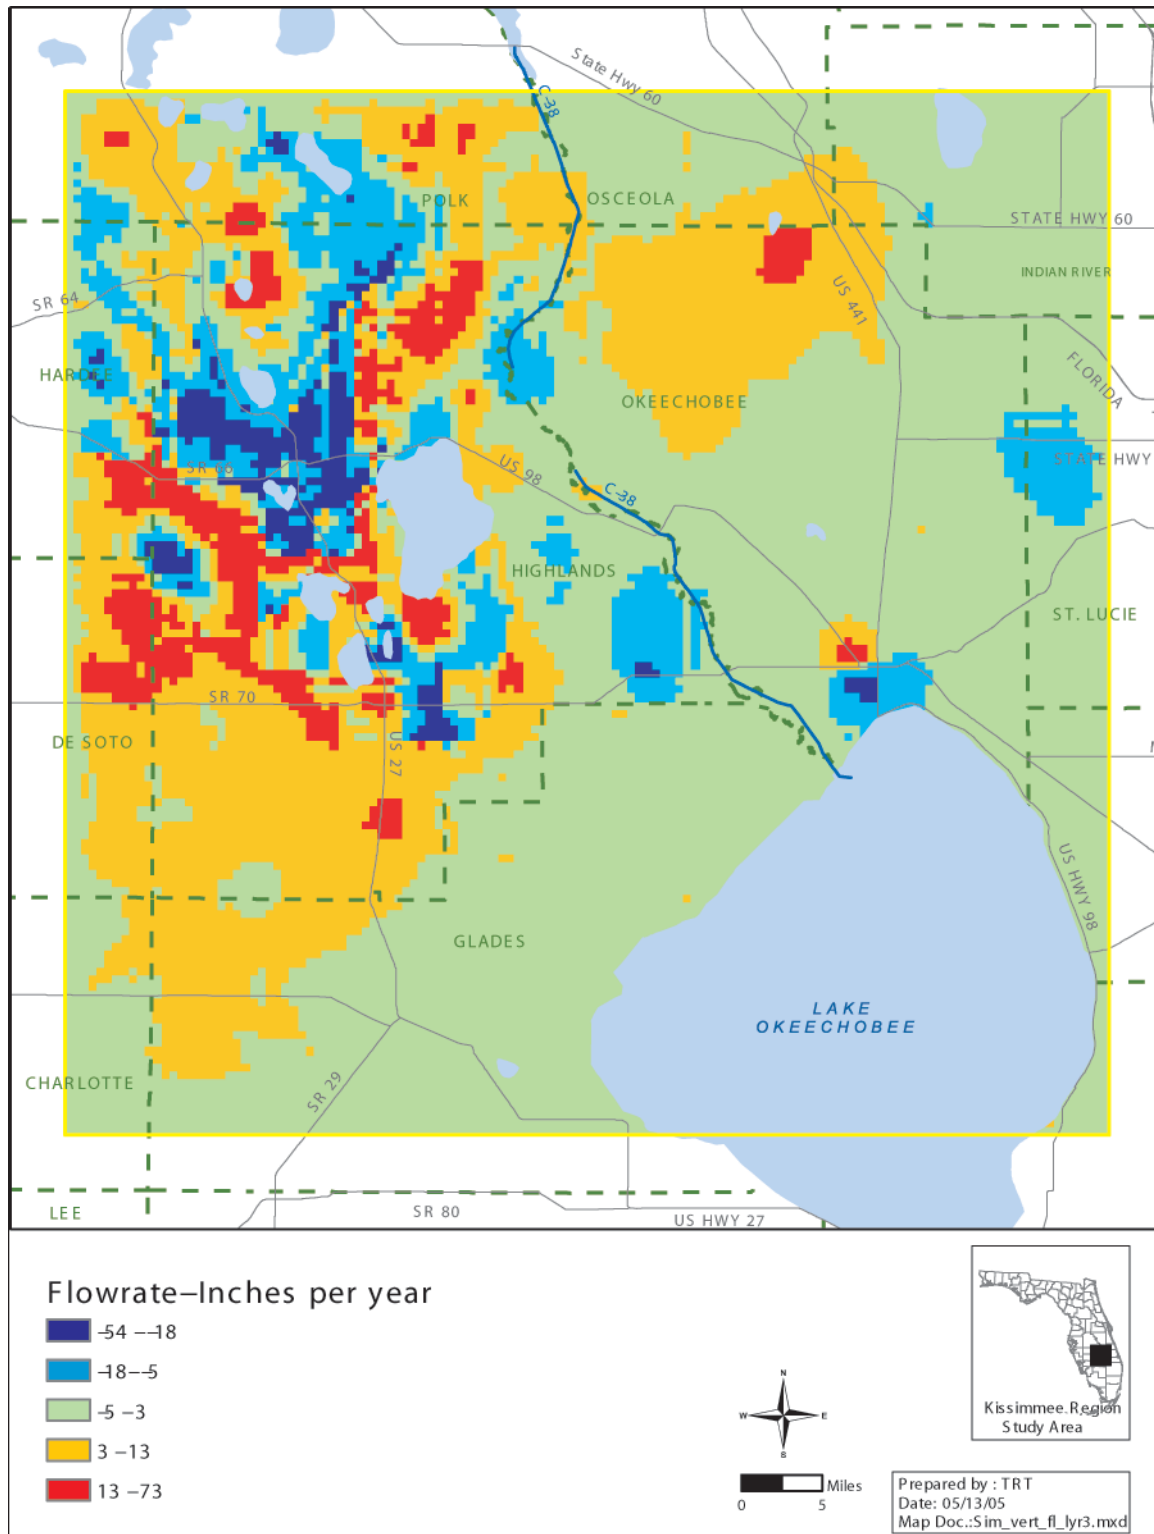 State Hwy 60
C-38
POLK
OSCEOLA
STATE HWY 60
INDIAN RIVER
SR 64
US 441
HARDEE
FLORIDA
OKEECHOBEE
SR 66
US 98
STATE HWY
C-38
HIGHLANDS
ST. LUCIE
SR 70
DE SOTO
US 27
US HWY 98
GLADES
LAKE
OKEECHOBEE
CHARLOTTE
SR 29
LEE
SR 80
US HWY 27
Flowrate–Inches per year
–54 –-–18
–18–-–5
–5 –3
3 –13
13 –73
N
W
E
S
Miles
0
5
Kissimmee Region
Study Area
Prepared by : TRT
Date: 05/13/05
Map Doc.:Sim_vert_fl_lyr3.mxd